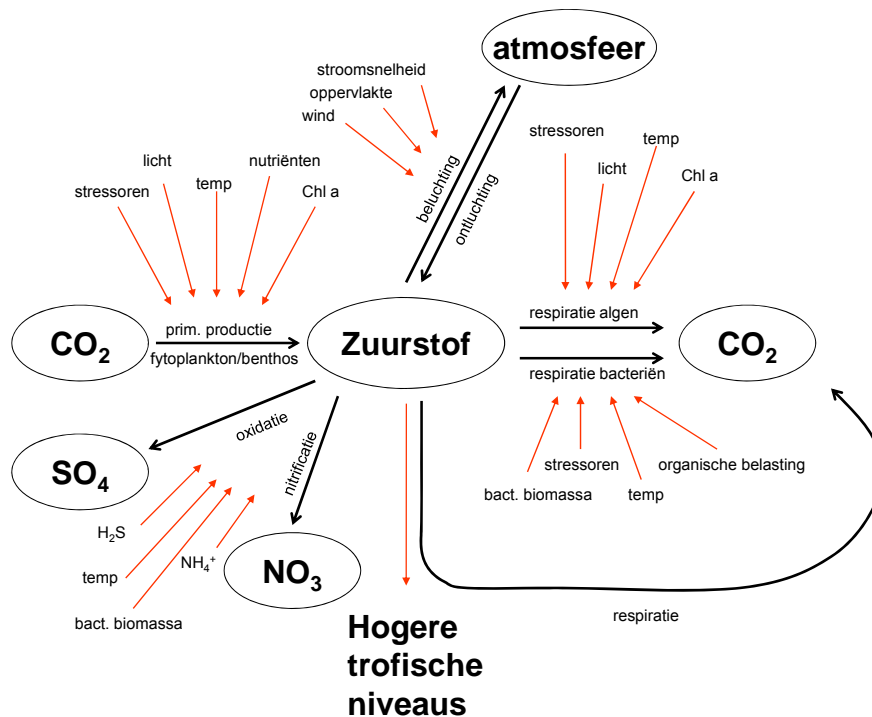 atmosfeer
stroomsnelheid
oppervlakte
wind
beluchting
ontluchting
stressoren
licht
temp
nutriënten
Chl a
stressoren
licht
temp
Chl a
CO₂
prim. productie
fytoplankton/benthos
Zuurstof
respiratie algen
respiratie bacteriën
CO₂
oxidatie
nitrificatie
SO₄
H₂S
temp
bact. biomassa
NH₄⁺
NO₃
bact. biomassa
stressoren
temp
organische belasting
respiratie
Hogere
trofische
niveaus